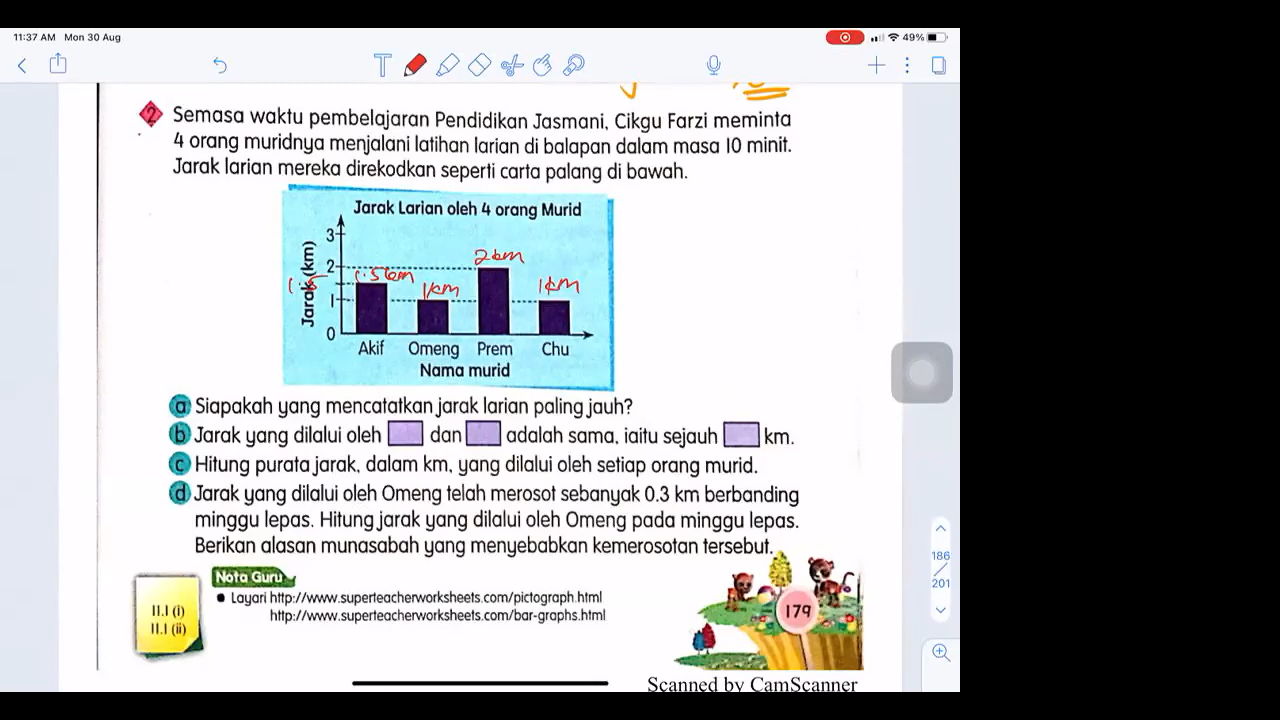 11:37 AM Mon 30 Aug
49%
2
Semasa waktu pembelajaran Pendidikan Jasmani, Cikgu Farzi meminta
4 orang muridnya menjalani latihan larian di balapan dalam masa 10 minit.
Jarak larian mereka direkodkan seperti carta palang di bawah.
Jarak Larian oleh 4 orang Murid
Jarak (km)
3
2
1
0
1.5
1.5km
1km
2km
1km
Akif Omeng Prem Chu
Nama murid
a Siapakah yang mencatatkan jarak larian paling jauh?
b Jarak yang dilalui oleh dan adalah sama, iaitu sejauh km.
c Hitung purata jarak, dalam km, yang dilalui oleh setiap orang murid.
d Jarak yang dilalui oleh Omeng telah merosot sebanyak 0.3 km berbanding
minggu lepas. Hitung jarak yang dilalui oleh Omeng pada minggu lepas.
Berikan alasan munasabah yang menyebabkan kemerosotan tersebut.
Nota Guru
• Layari http://www.superteacherworksheets.com/pictograph.html
http://www.superteacherworksheets.com/bar-graphs.html
11.1 (i)
11.1 (ii)
179
186
201
Scanned by CamScanner